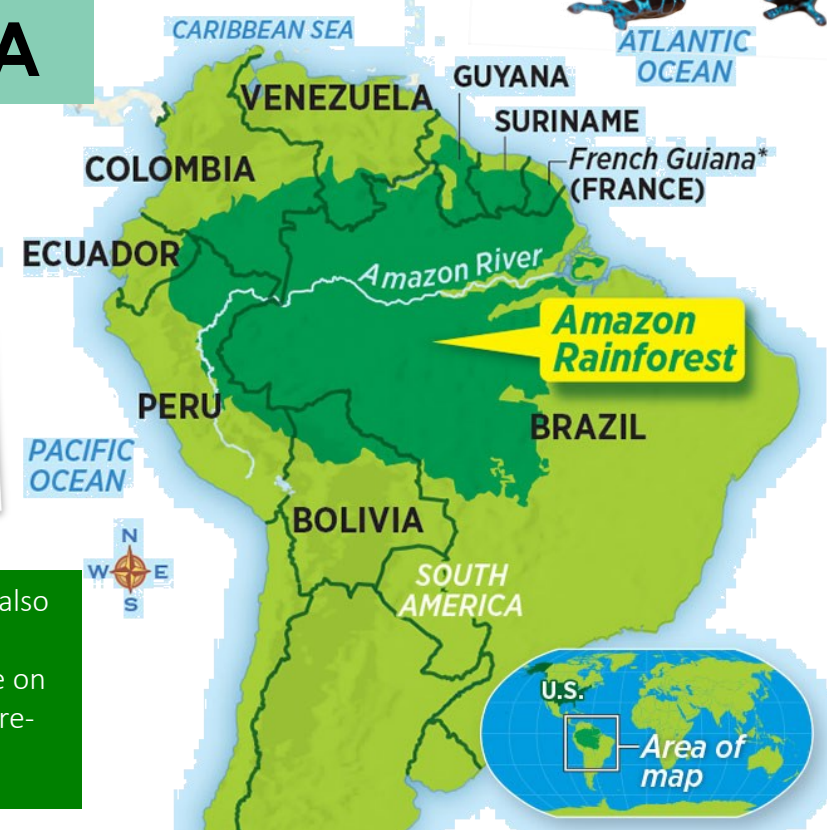 A
CARIBBEAN SEA
ATLANTIC
OCEAN
GUYANA
VENEZUELA
SURINAME
COLOMBIA
French Guiana*
(FRANCE)
ECUADOR
Amazon River
Amazon
Rainforest
PERU
BRAZIL
PACIFIC
OCEAN
BOLIVIA
N
W E
S
SOUTH
AMERICA
also
e on
re-
U.S.
Area of
map